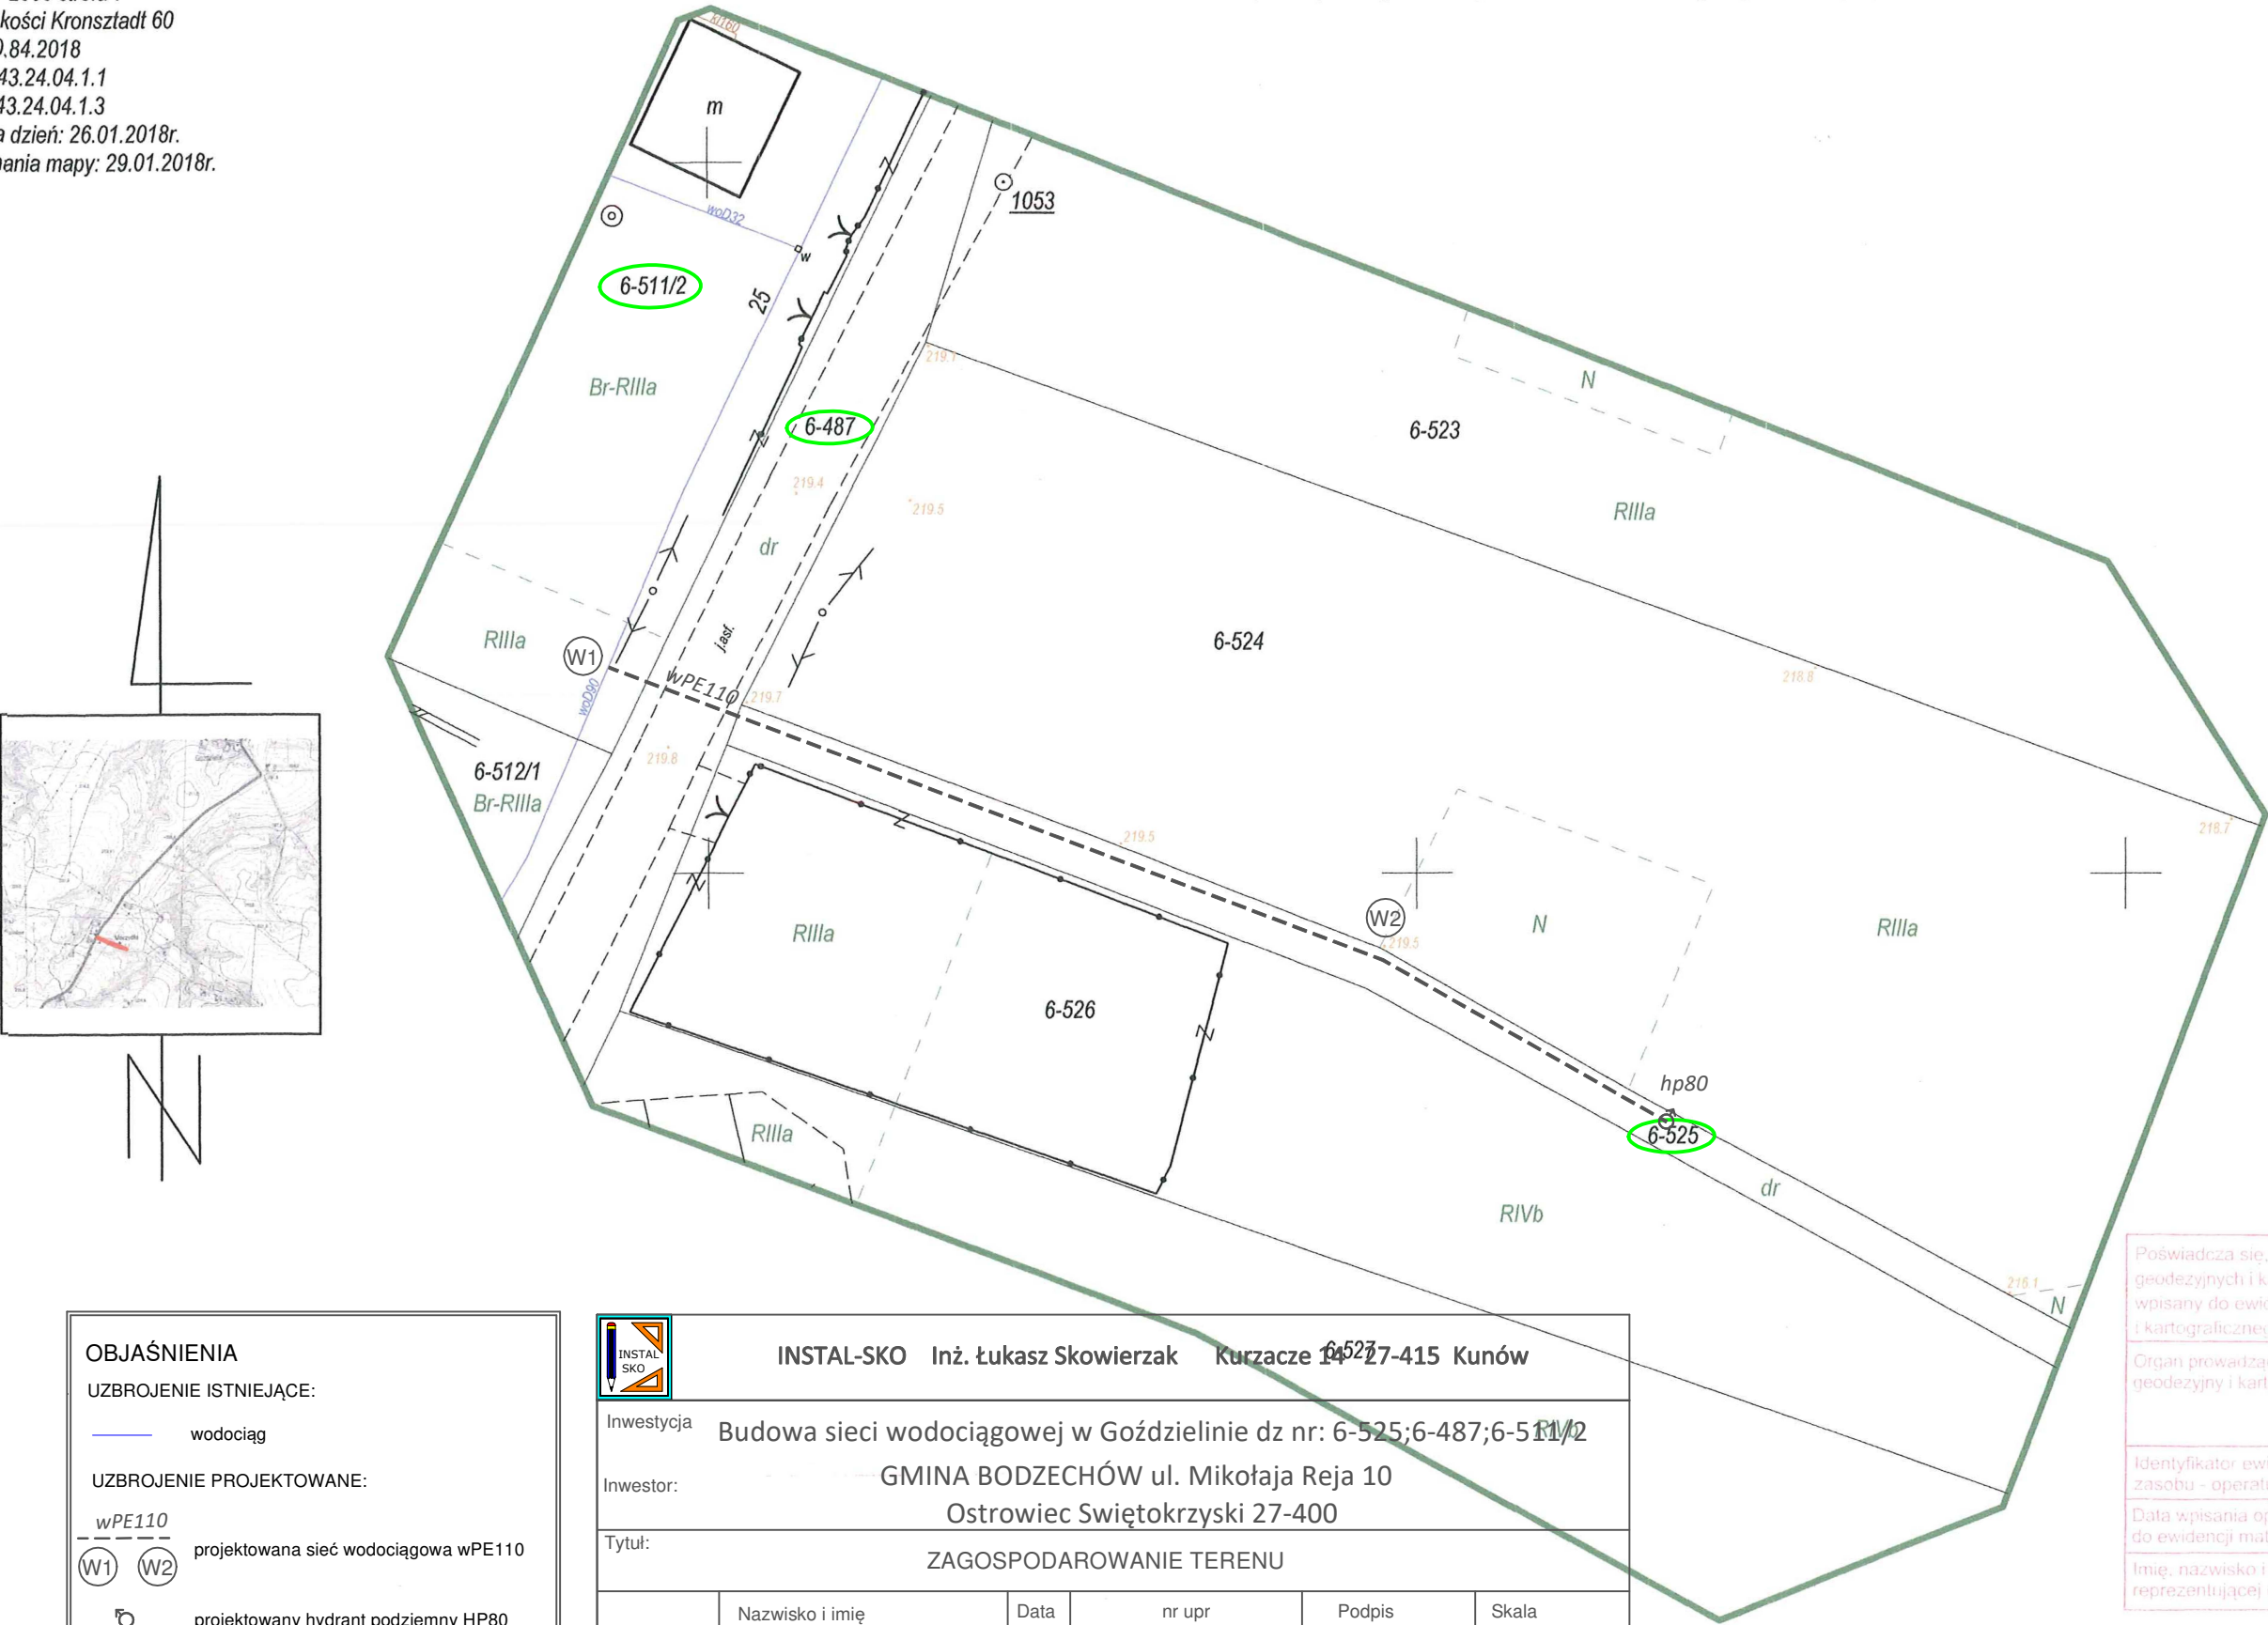 kości Kronsztadt 60
.84.2018
43.24.04.1.1
43.24.04.1.3
dzień: 26.01.2018r.
mapy: 29.01.2018r.
m
woD32
w
1053
6-511/2
25
Br-RIIIa
6-487
219.1
N
6-523
219.4
219.5
RIIIa
dr
j.asf.
RIIIa
W1
6-524
wPE110
219.7
woD90
218.8
219.8
6-512/1
Br-RIIIa
219.5
218.7
W2
RIIIa
219.5
N
RIIIa
6-526
hp80
RIIIa
6-525
dr
RIVb
216.1
N
6-527
RIVb
N
OBJAŚNIENIA
UZBROJENIE ISTNIEJĄCE:
wodociąg
UZBROJENIE PROJEKTOWANE:
wPE110
W1 W2 projektowana sieć wodociągowa wPE110
projektowany hydrant podziemny HP80
INSTAL SKO
INSTAL-SKO Inż. Łukasz Skowierzak Kurzacze 14 27-415 Kunów
Inwestycja Budowa sieci wodociągowej w Goździelinie dz nr: 6-525;6-487;6-511/2
Inwestor: GMINA BODZECHÓW ul. Mikołaja Reja 10
Ostrowiec Swiętokrzyski 27-400
Tytuł: ZAGOSPODAROWANIE TERENU
Nazwisko i imię Data nr upr Podpis Skala
Poświadcza się,
geodezyjnych i k
wpisany do ewid
i kartograficzne
Organ prowadzą
geodezyjny i kart
Identyfikator ewi
zasobu - operat
Data wpisania op
do ewidencji mat
Imię, nazwisko i
reprezentującej